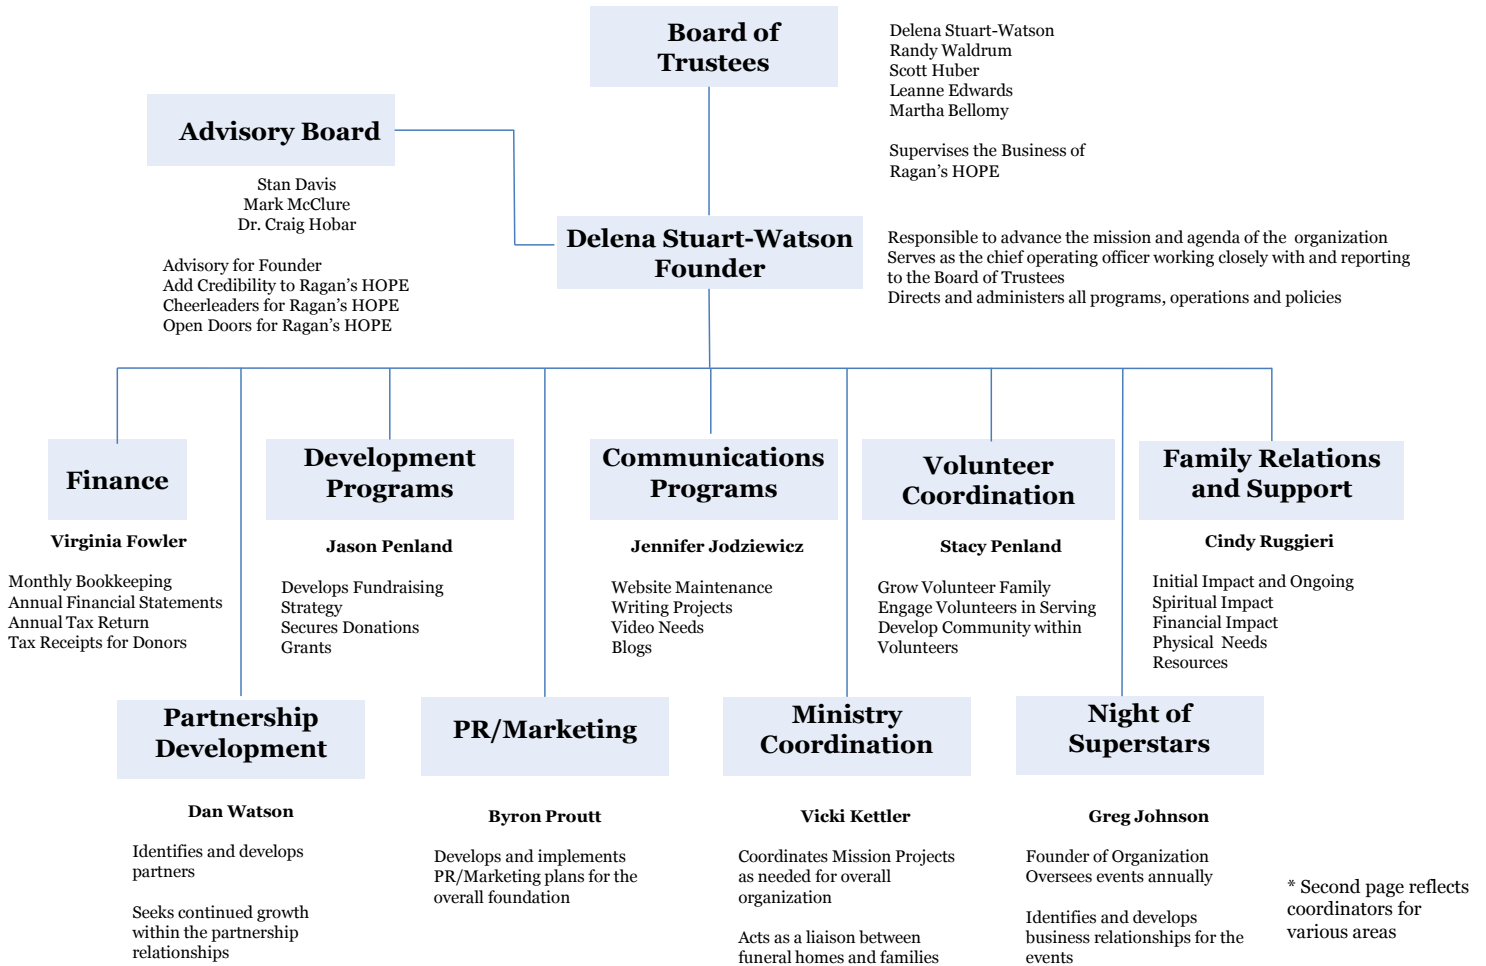 Board of
Trustees
Delena Stuart-Watson
Randy Waldrum
Scott Huber
Leanne Edwards
Martha Bellomy
Supervises the Business of
Ragan's HOPE
Advisory Board
Stan Davis
Mark McClure
Dr. Craig Hobar
Advisory for Founder
Add Credibility to Ragan's HOPE
Cheerleaders for Ragan's HOPE
Open Doors for Ragan's HOPE
Delena Stuart-Watson
Founder
Responsible to advance the mission and agenda of the organization
Serves as the chief operating officer working closely with and reporting
to the Board of Trustees
Directs and administers all programs, operations and policies
Finance
Virginia Fowler
Monthly Bookkeeping
Annual Financial Statements
Annual Tax Return
Tax Receipts for Donors
Development
Programs
Jason Penland
Develops Fundraising
Strategy
Secures Donations
Grants
Communications
Programs
Jennifer Jodziewicz
Website Maintenance
Writing Projects
Video Needs
Blogs
Volunteer
Coordination
Stacy Penland
Grow Volunteer Family
Engage Volunteers in Serving
Develop Community within
Volunteers
Family Relations
and Support
Cindy Ruggieri
Initial Impact and Ongoing
Spiritual Impact
Financial Impact
Physical Needs
Resources
Partnership
Development
Dan Watson
Identifies and develops
partners
Seeks continued growth
within the partnership
relationships
PR/Marketing
Byron Proutt
Develops and implements
PR/Marketing plans for the
overall foundation
Ministry
Coordination
Vicki Kettler
Coordinates Mission Projects
as needed for overall
organization
Acts as a liaison between
funeral homes and families
Night of
Superstars
Greg Johnson
Founder of Organization
Oversees events annually
Identifies and develops
business relationships for the
events
* Second page reflects
coordinators for
various areas